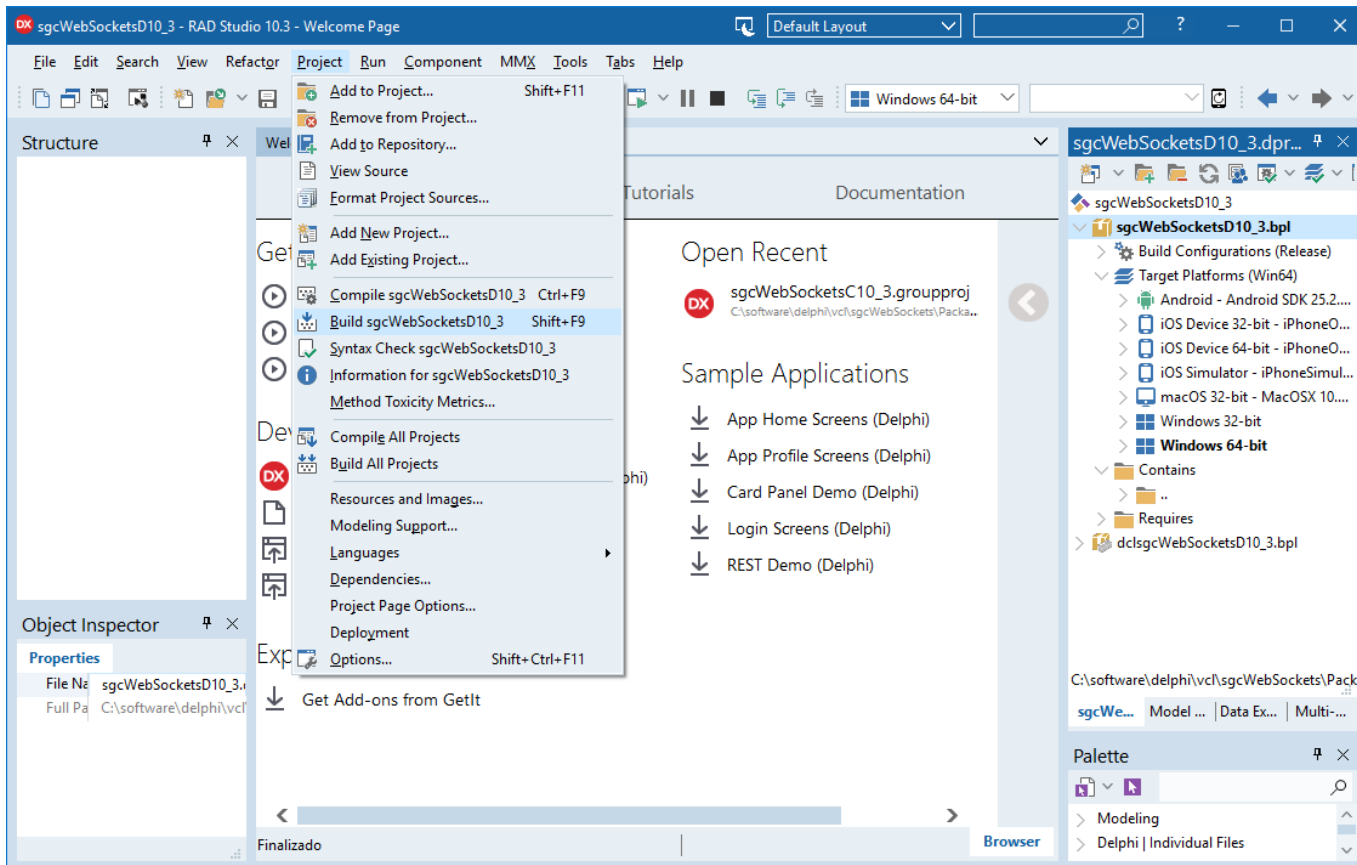 DX sgcWebSocketsD10_3 - RAD Studio 10.3 - Welcome Page
Default Layout
?
File Edit Search View Refactor Project Run Component MMX Tools Tabs Help
Windows 64-bit
Structure
Wel
Tutorials
Documentation
Add to Project... Shift+F11
Remove from Project...
Add to Repository...
View Source
Format Project Sources...
Add New Project...
Add Existing Project...
Compile sgcWebSocketsD10_3 Ctrl+F9
Build sgcWebSocketsD10_3 Shift+F9
Syntax Check sgcWebSocketsD10_3
Information for sgcWebSocketsD10_3
Method Toxicity Metrics...
Compile All Projects
Build All Projects
Resources and Images...
Modeling Support...
Languages
Dependencies...
Project Page Options...
Deployment
Options... Shift+Ctrl+F11
Get
Dev
DX
phi)
Exp
Get Add-ons from GetIt
Open Recent
DX
sgcWebSocketsC10_3.groupproj
C:\software\delphi\vcl\sgcWebSockets\Packa..
Sample Applications
App Home Screens (Delphi)
App Profile Screens (Delphi)
Card Panel Demo (Delphi)
Login Screens (Delphi)
REST Demo (Delphi)
Finalizado
Browser
Object Inspector
Properties
File Na sgcWebSocketsD10_3.
Full Pa C:\software\delphi\vcl
sgcWebSocketsD10_3.dpr...
sgcWebSocketsD10_3
sgcWebSocketsD10_3.bpl
Build Configurations (Release)
Target Platforms (Win64)
Android - Android SDK 25.2....
iOS Device 32-bit - iPhoneO...
iOS Device 64-bit - iPhoneO...
iOS Simulator - iPhoneSimul...
macOS 32-bit - MacOSX 10....
Windows 32-bit
Windows 64-bit
Contains
..
Requires
dclsgcWebSocketsD10_3.bpl
C:\software\delphi\vcl\sgcWebSockets\Pack
sgcWe... Model ... Data Ex... Multi-...
Palette
Modeling
Delphi | Individual Files